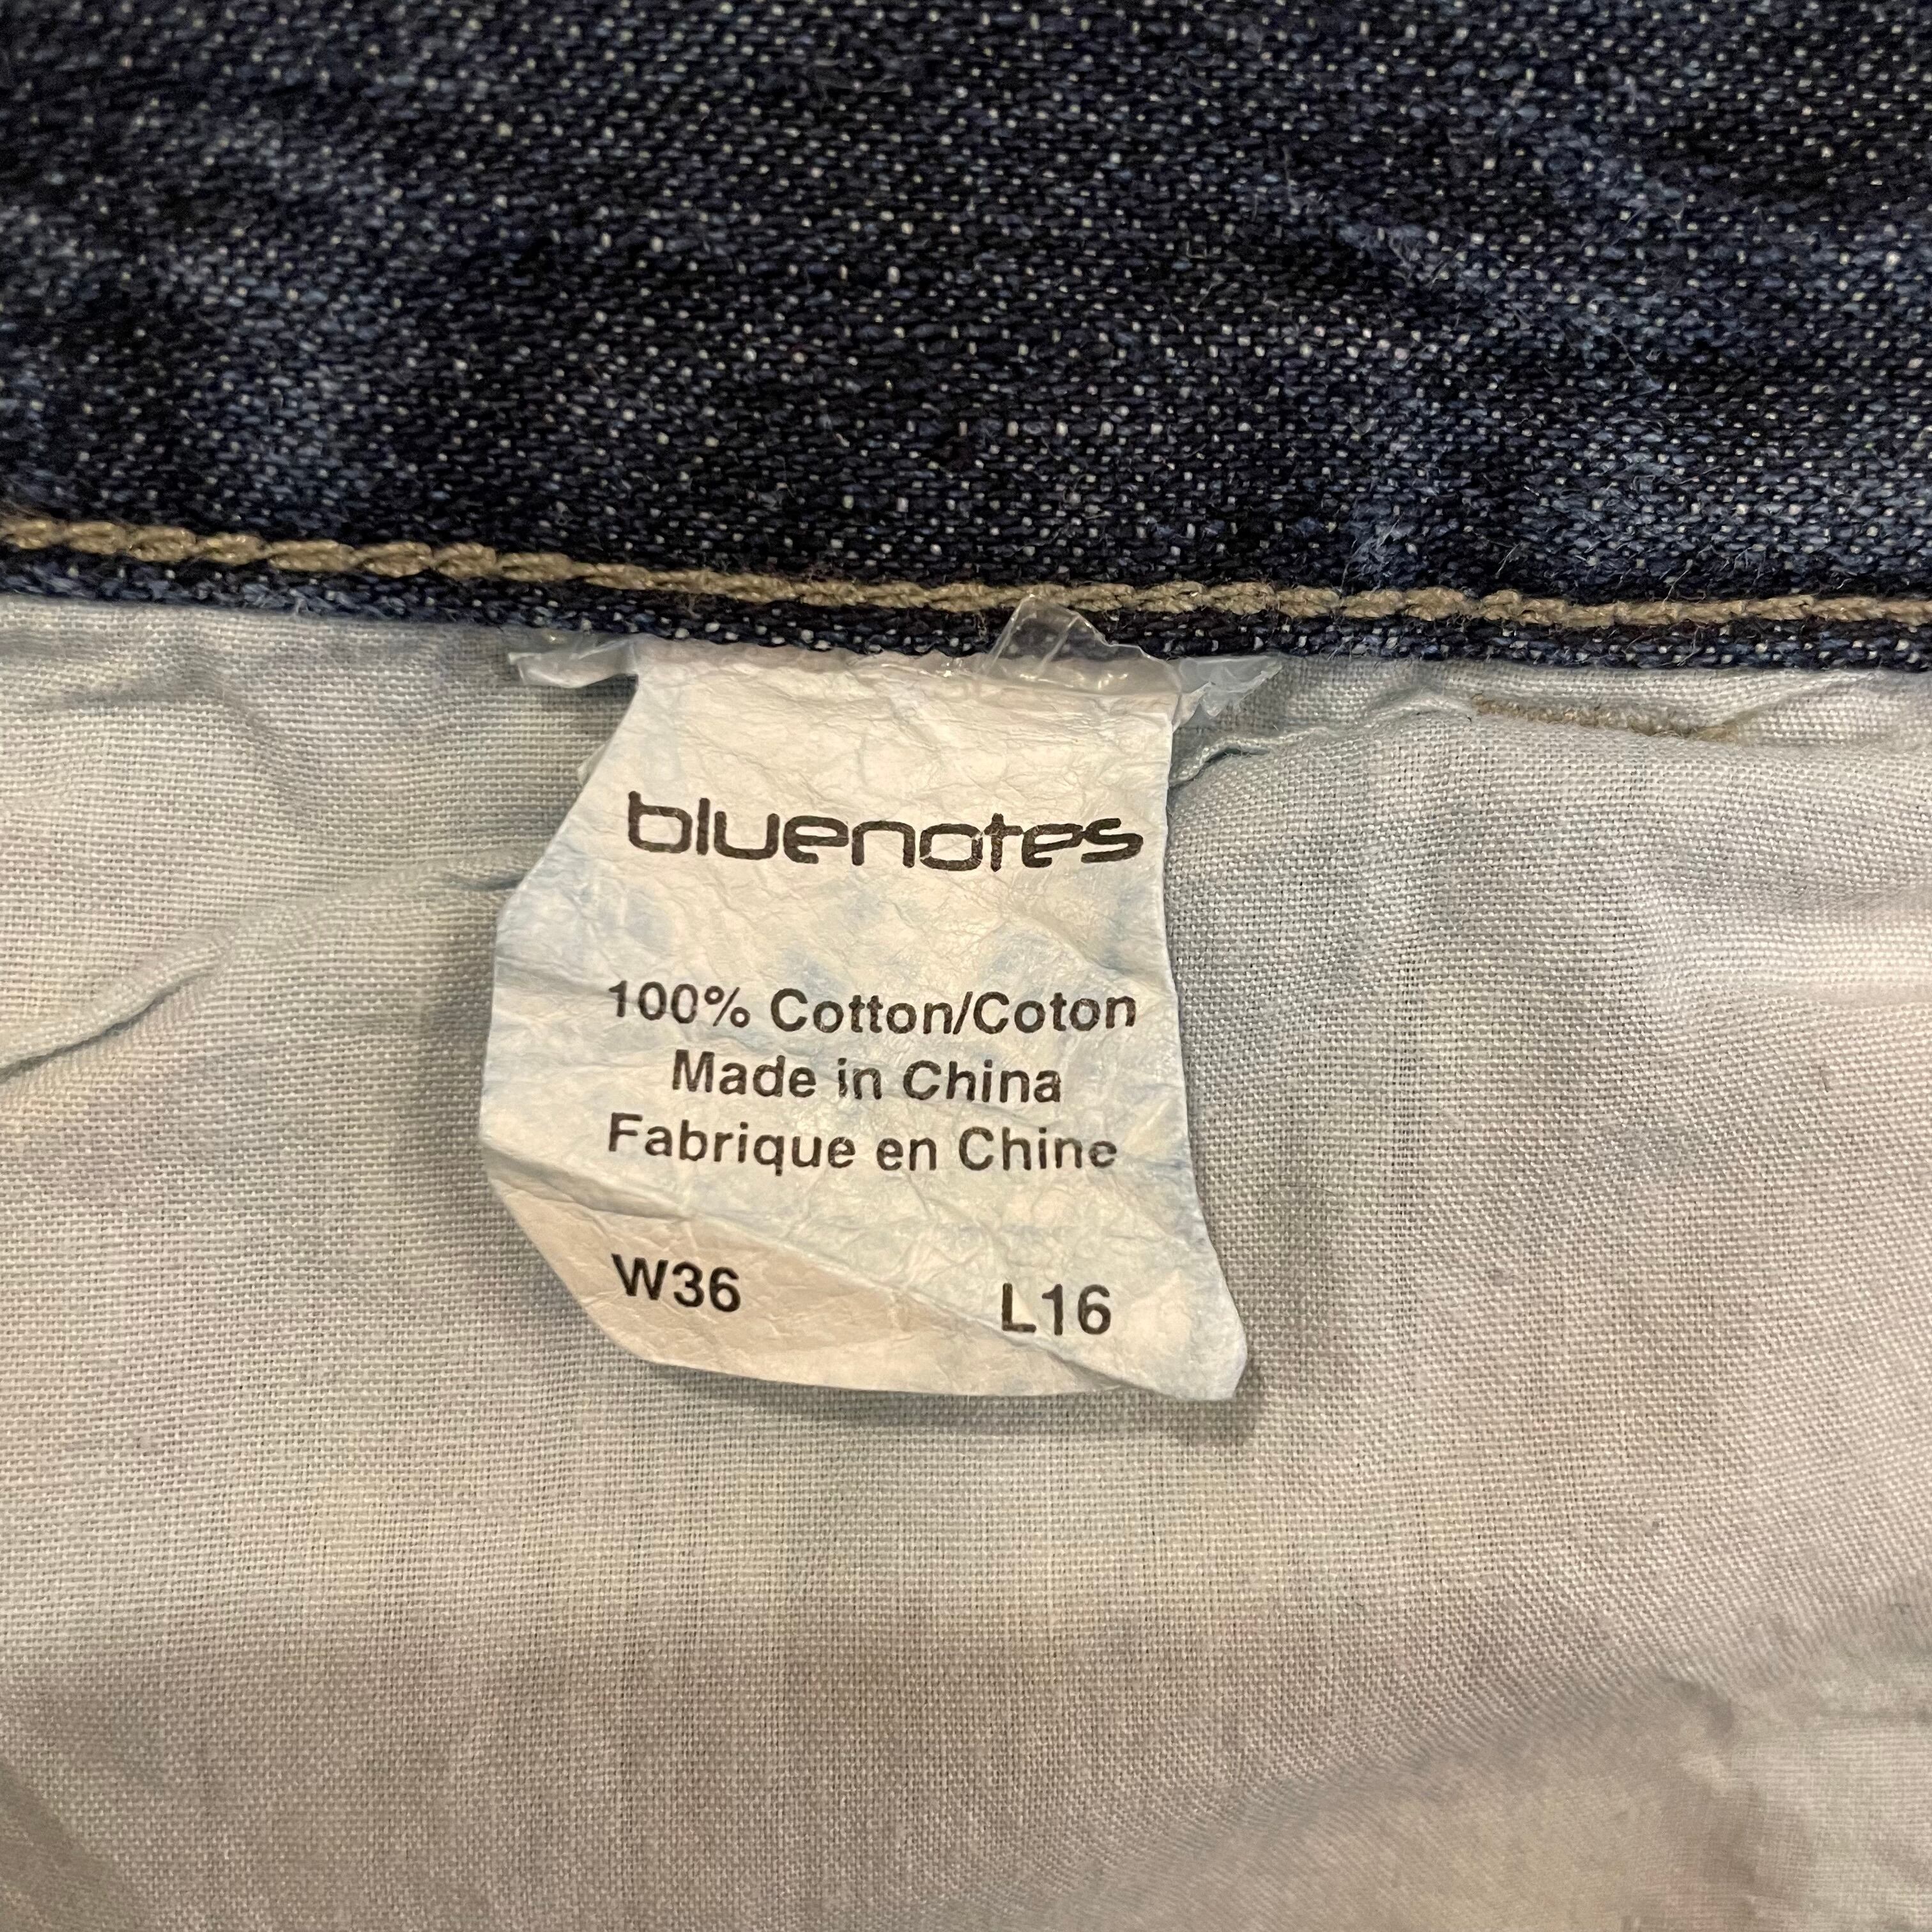 bluenotes
100% Cotton/Coton
Made in China
Fabrique en Chine
W36 L16